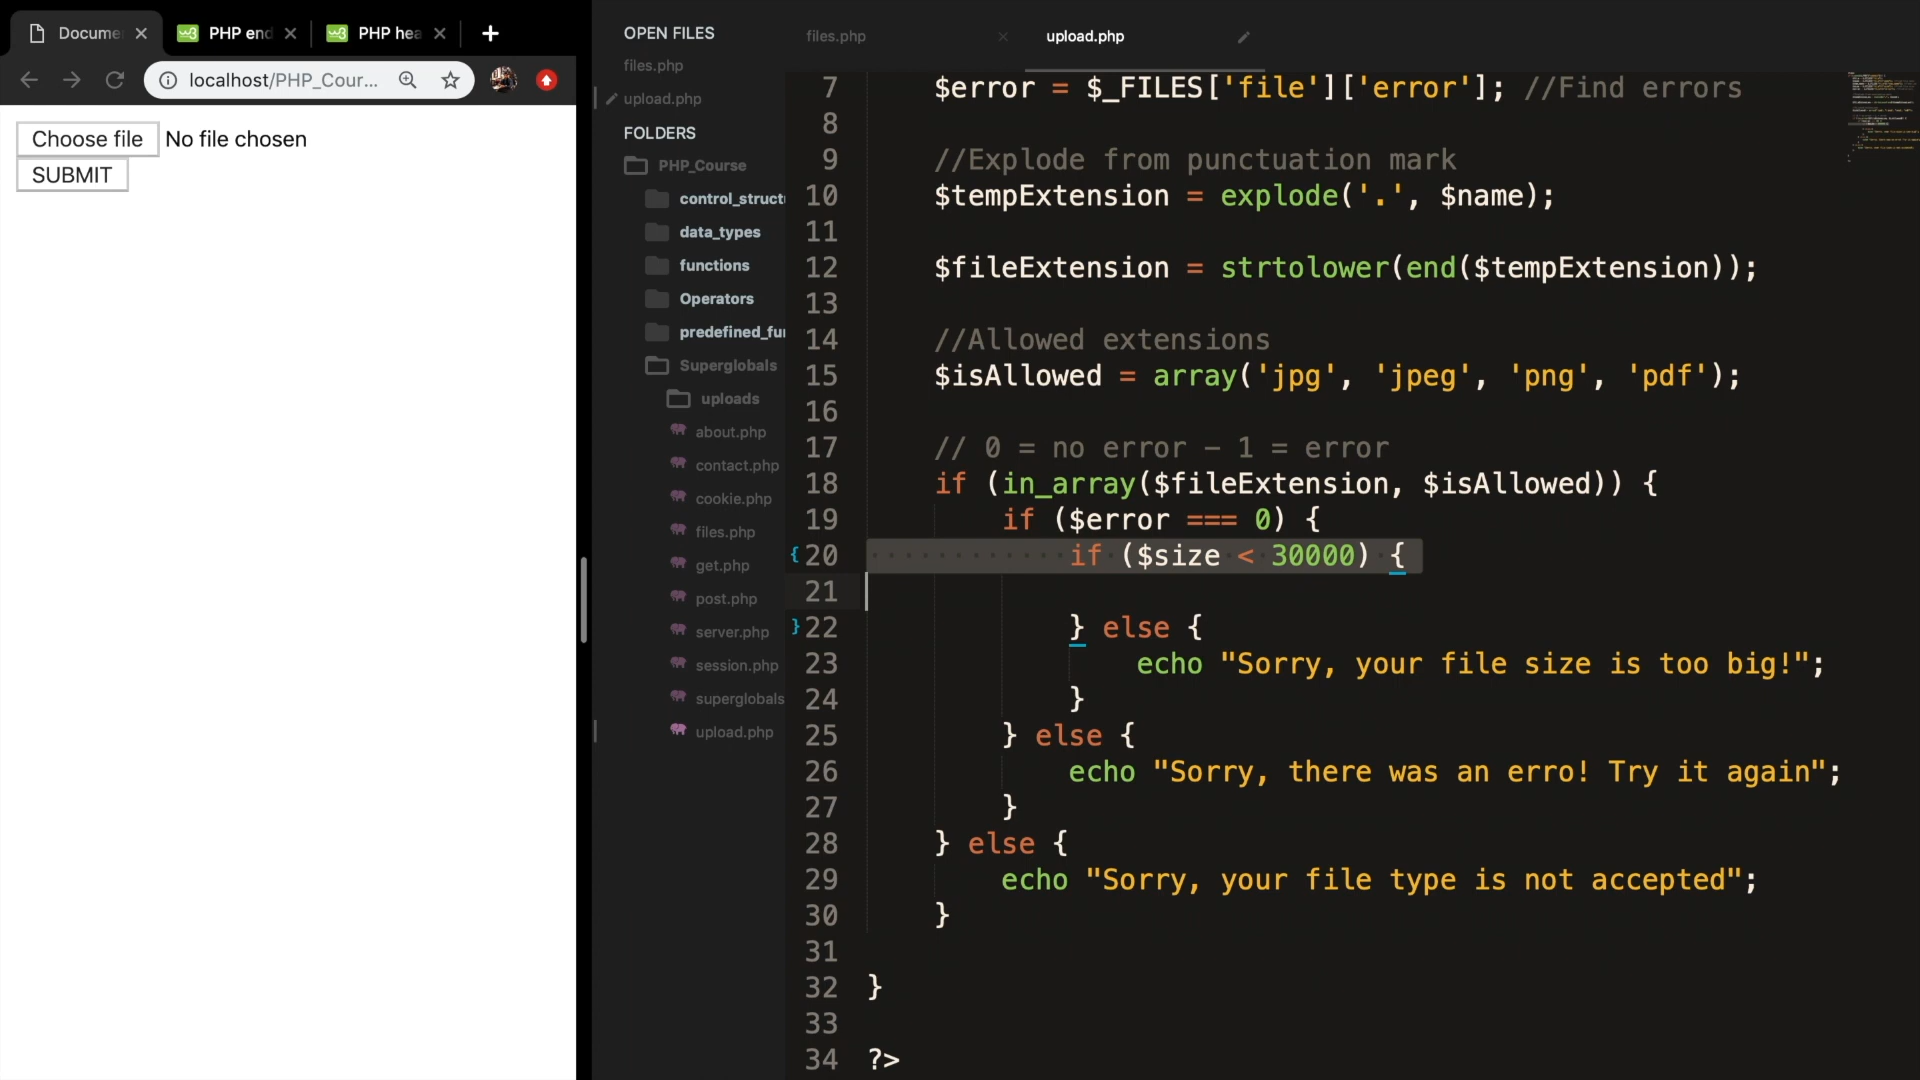 Docume
PHP end
PHP hea
localhost/PHP_Cour...
Choose file No file chosen
SUBMIT
OPEN FILES
files.php
upload.php
FOLDERS
PHP_Course
control_struct
data_types
functions
Operators
predefined_fu
Superglobals
uploads
about.php
contact.php
cookie.php
files.php
get.php
post.php
server.php
session.php
superglobals
upload.php
files.php
upload.php
7 $error = $_FILES['file']['error']; //Find errors
8
9 //Explode from punctuation mark
10 $tempExtension = explode('.', $name);
11
12 $fileExtension = strtolower(end($tempExtension));
13
14 //Allowed extensions
15 $isAllowed = array('jpg', 'jpeg', 'png', 'pdf');
16
17 // 0 = no error - 1 = error
18 if (in_array($fileExtension, $isAllowed)) {
19 if ($error === 0) {
{ 20 if ($size < 30000) {
21
} 22 } else {
23 echo "Sorry, your file size is too big!";
24 }
25 } else {
26 echo "Sorry, there was an erro! Try it again";
27 }
28 } else {
29 echo "Sorry, your file type is not accepted";
30 }
31
32 }
33
34 ?>